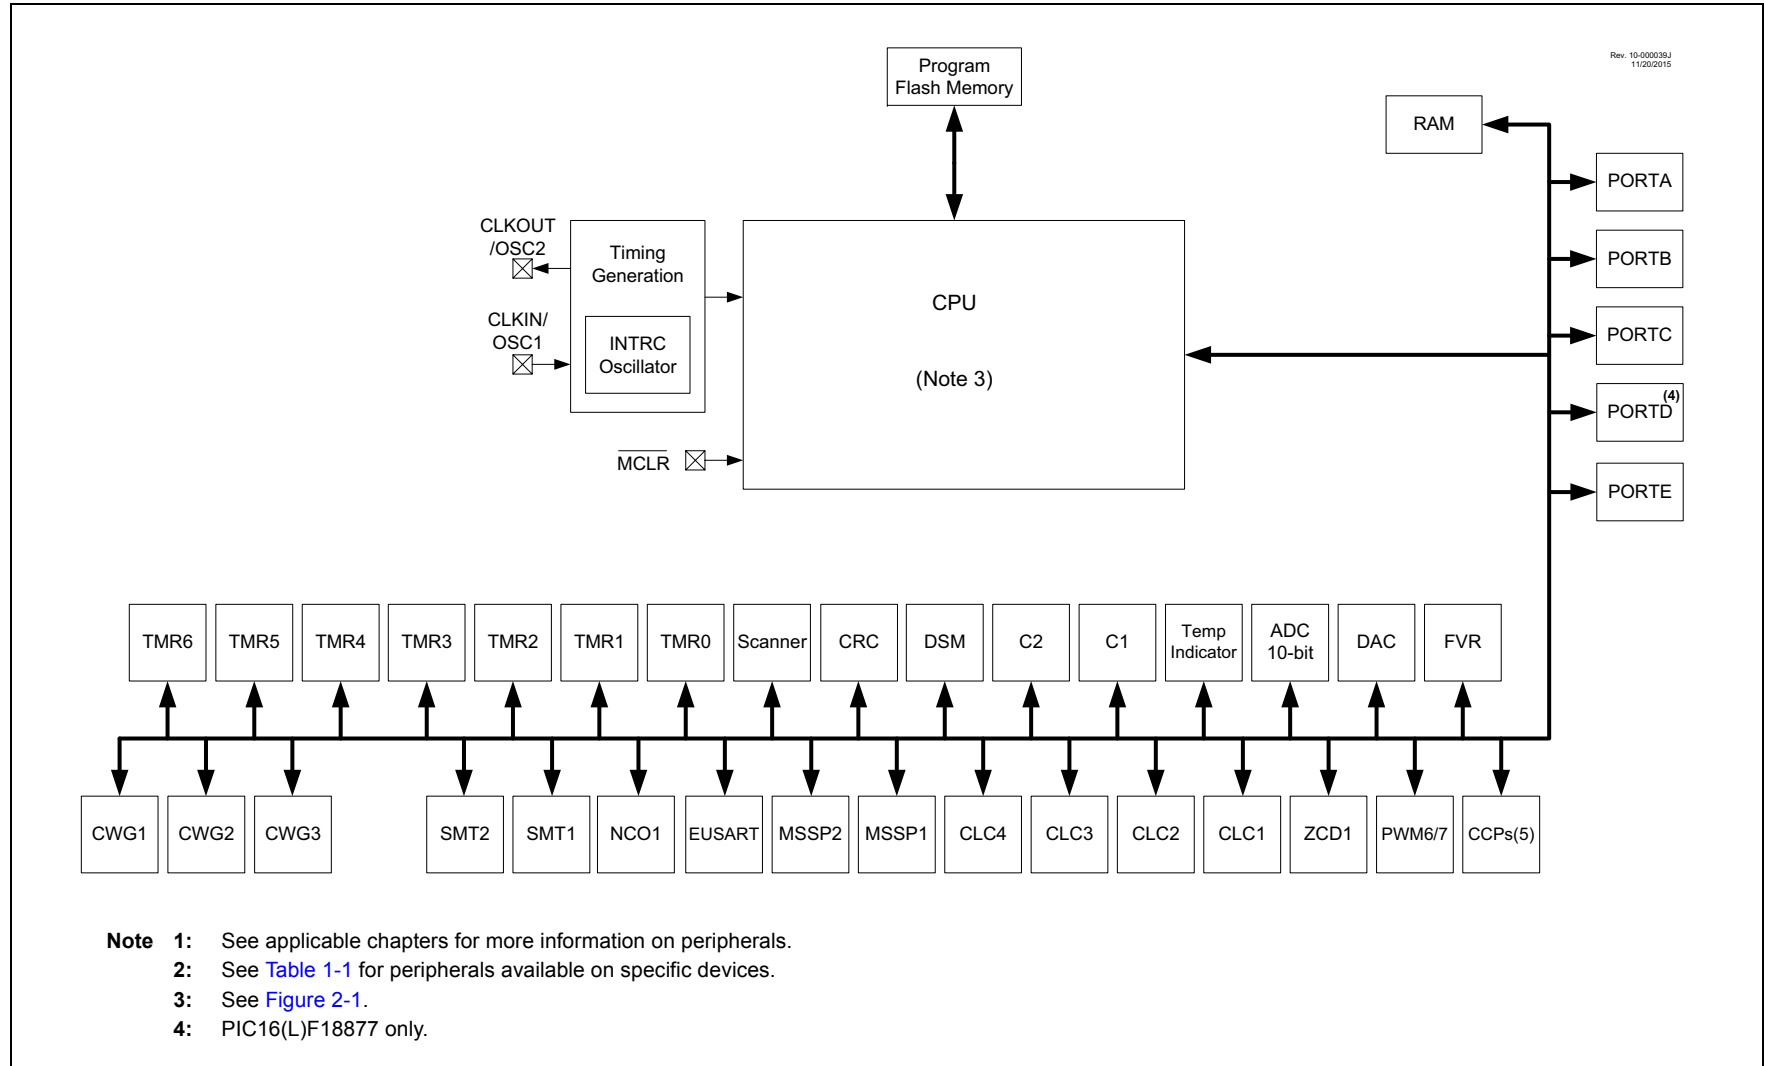 Rev. 10-000039J
11/20/2015
Program
Flash Memory
RAM
PORTA
PORTB
PORTC
PORTD(4)
PORTE
CLKOUT
/OSC2
Timing
Generation
CLKIN/
OSC1
INTRC
Oscillator
MCLR
CPU
(Note 3)
TMR6
TMR5
TMR4
TMR3
TMR2
TMR1
TMR0
Scanner
CRC
DSM
C2
C1
Temp
Indicator
ADC
10-bit
DAC
FVR
CWG1
CWG2
CWG3
SMT2
SMT1
NCO1
EUSART
MSSP2
MSSP1
CLC4
CLC3
CLC2
CLC1
ZCD1
PWM6/7
CCPs(5)
Note 1: See applicable chapters for more information on peripherals.
2: See Table 1-1 for peripherals available on specific devices.
3: See Figure 2-1.
4: PIC16(L)F18877 only.